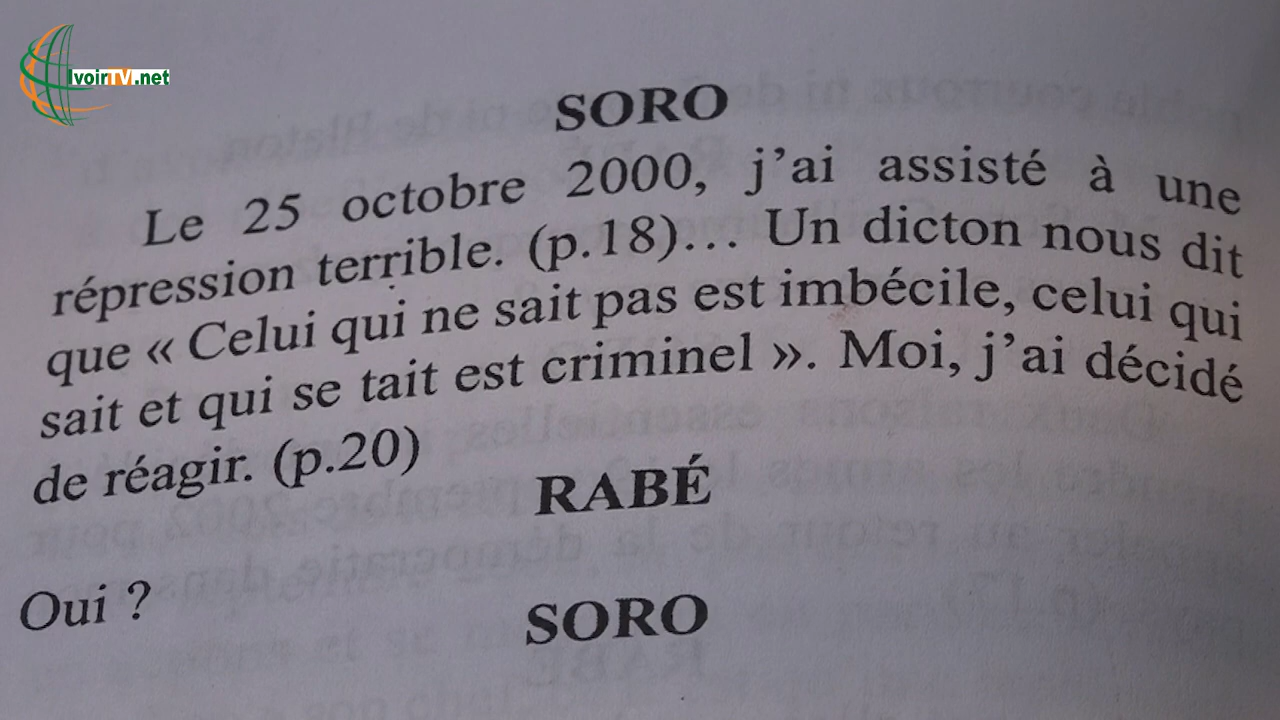 IvoirTV.net
SORO
Le 25 octobre 2000, j'ai assisté à une
répression terrible. (p.18)… Un dicton nous dit
que « Celui qui ne sait pas est imbécile, celui qui
sait et qui se tait est criminel ». Moi, j'ai décidé
de réagir. (p.20)
RABÉ
Oui ?
SORO